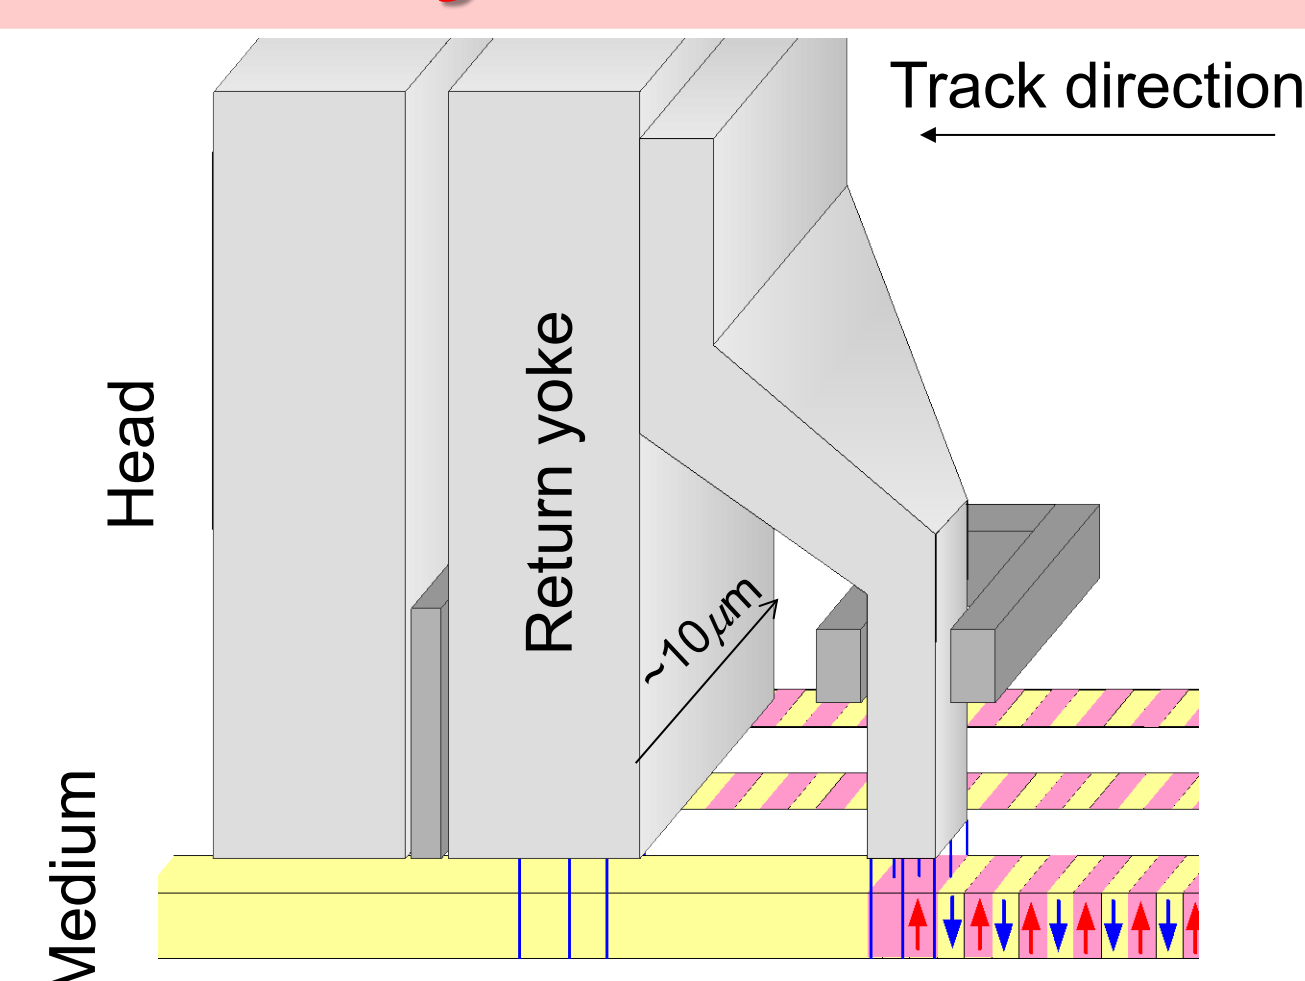 Track direction
Head
Return yoke
~10μm
Medium